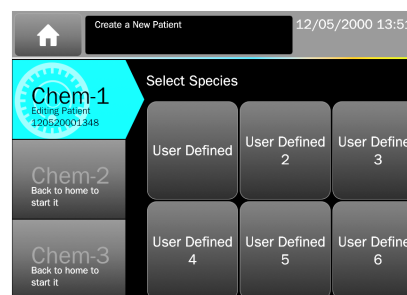 Create a New Patient
12/05/2000 13:51
Select Species
Chem-1
Editing Patient
120520001348
User Defined
User Defined
2
User Define
3
Chem-2
Back to home to
start it
User Defined
4
User Defined
5
User Define
6
Chem-3
Back to home to
start it